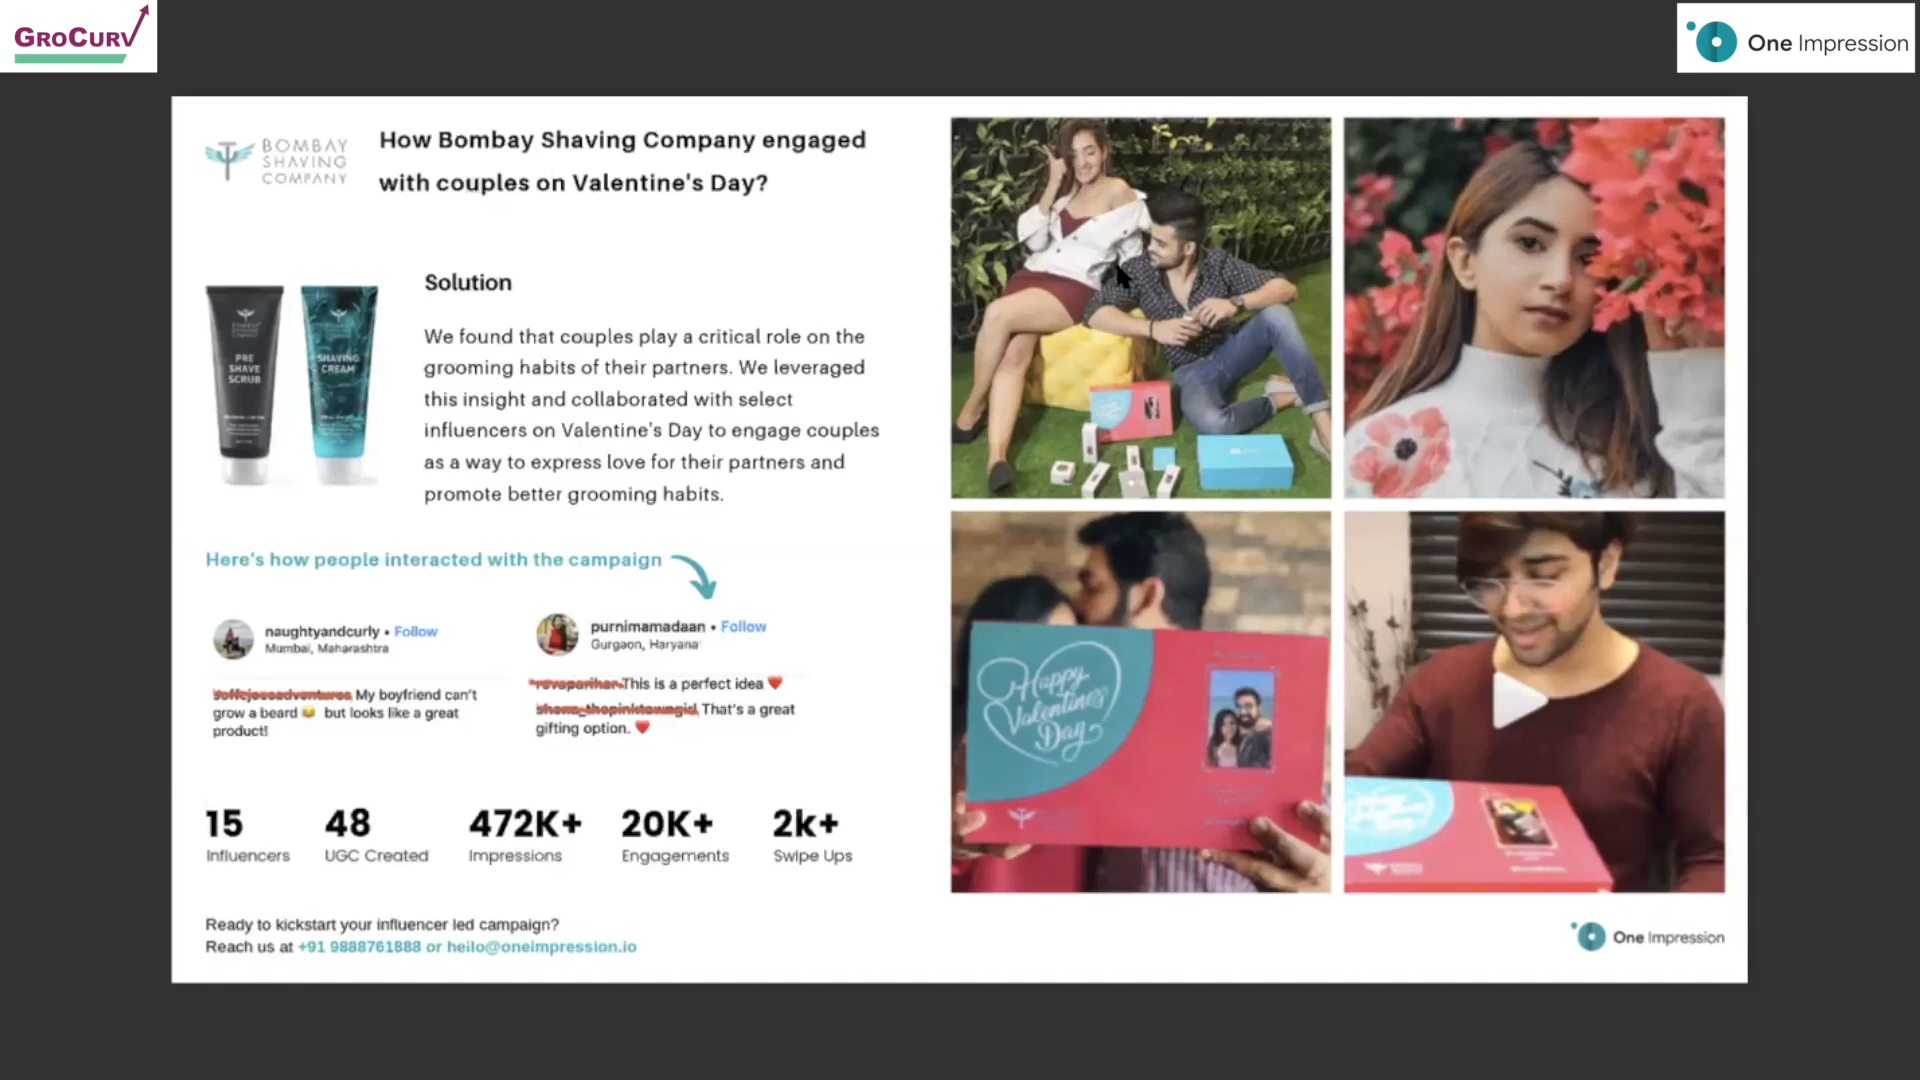 GROCURV
One Impression
BOMBAY
SHAVING
COMPANY
How Bombay Shaving Company engaged
with couples on Valentine's Day?
PRE
SHAVE
SCRUB
SHAVING
CREAM
Solution
We found that couples play a critical role on the
grooming habits of their partners. We leveraged
this insight and collaborated with select
influencers on Valentine's Day to engage couples
as a way to express love for their partners and
promote better grooming habits.
Here's how people interacted with the campaign
naughtyandcurly • Follow
Mumbai, Maharashtra
My boyfriend can't
grow a beard 😂 but looks like a great
product!
purnimamadaan • Follow
Gurgaon, Haryana
This is a perfect idea ❤️
That's a great
gifting option. ❤️
15
Influencers
48
UGC Created
472K+
Impressions
20K+
Engagements
2k+
Swipe Ups
Ready to kickstart your influencer led campaign?
Reach us at +91 9888761888 or hello@oneimpression.io
Happy
Valentine's
Day
One Impression